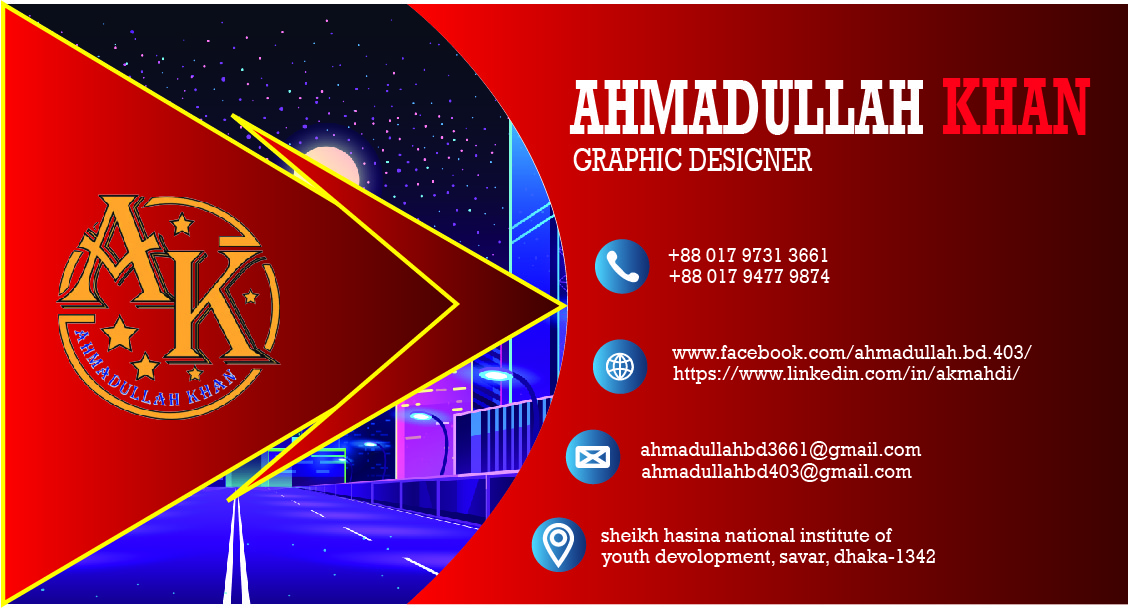 AK
AHMADULLAH KHAN
AHMADULLAH KHAN
GRAPHIC DESIGNER
+88 017 9731 3661
+88 017 9477 9874
www.facebook.com/ahmadullah.bd.403/
https://www.linkedin.com/in/akmahdi/
ahmadullahbd3661@gmail.com
ahmadullahbd403@gmail.com
sheikh hasina national institute of
youth devolopment, savar, dhaka-1342